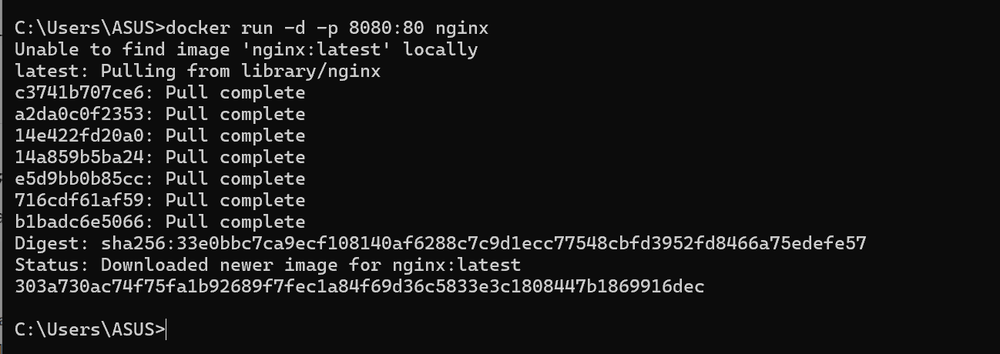 C:\Users\ASUS>docker run -d -p 8080:80 nginx
Unable to find image 'nginx:latest' locally
latest: Pulling from library/nginx
c3741b707ce6: Pull complete
a2da0c0f2353: Pull complete
14e422fd20a0: Pull complete
14a859b5ba24: Pull complete
e5d9bb0b85cc: Pull complete
716cdf61af59: Pull complete
b1badc6e5066: Pull complete
Digest: sha256:33e0bbc7ca9ecf108140af6288c7c9d1ecc77548cbfd3952fd8466a75edefe57
Status: Downloaded newer image for nginx:latest
303a730ac74f75fa1b92689f7fec1a84f69d36c5833e3c1808447b1869916dec
C:\Users\ASUS>